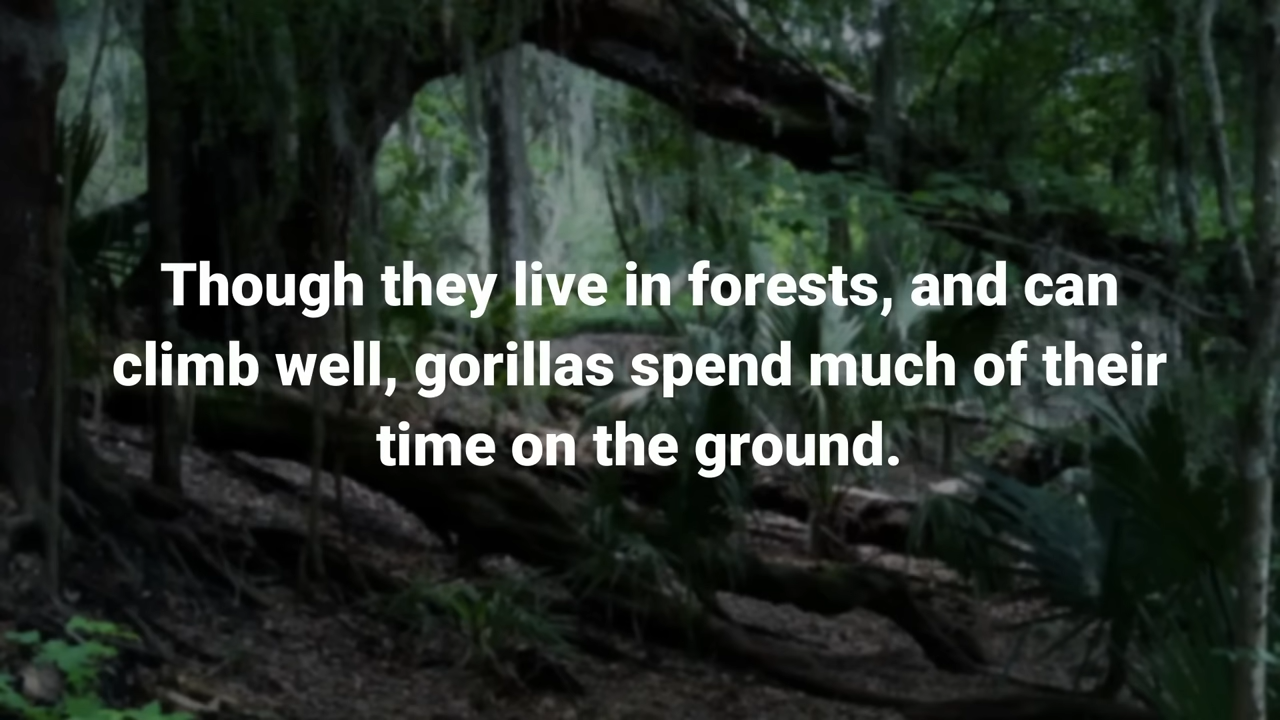 Though they live in forests, and can
climb well, gorillas spend much of their
time on the ground.